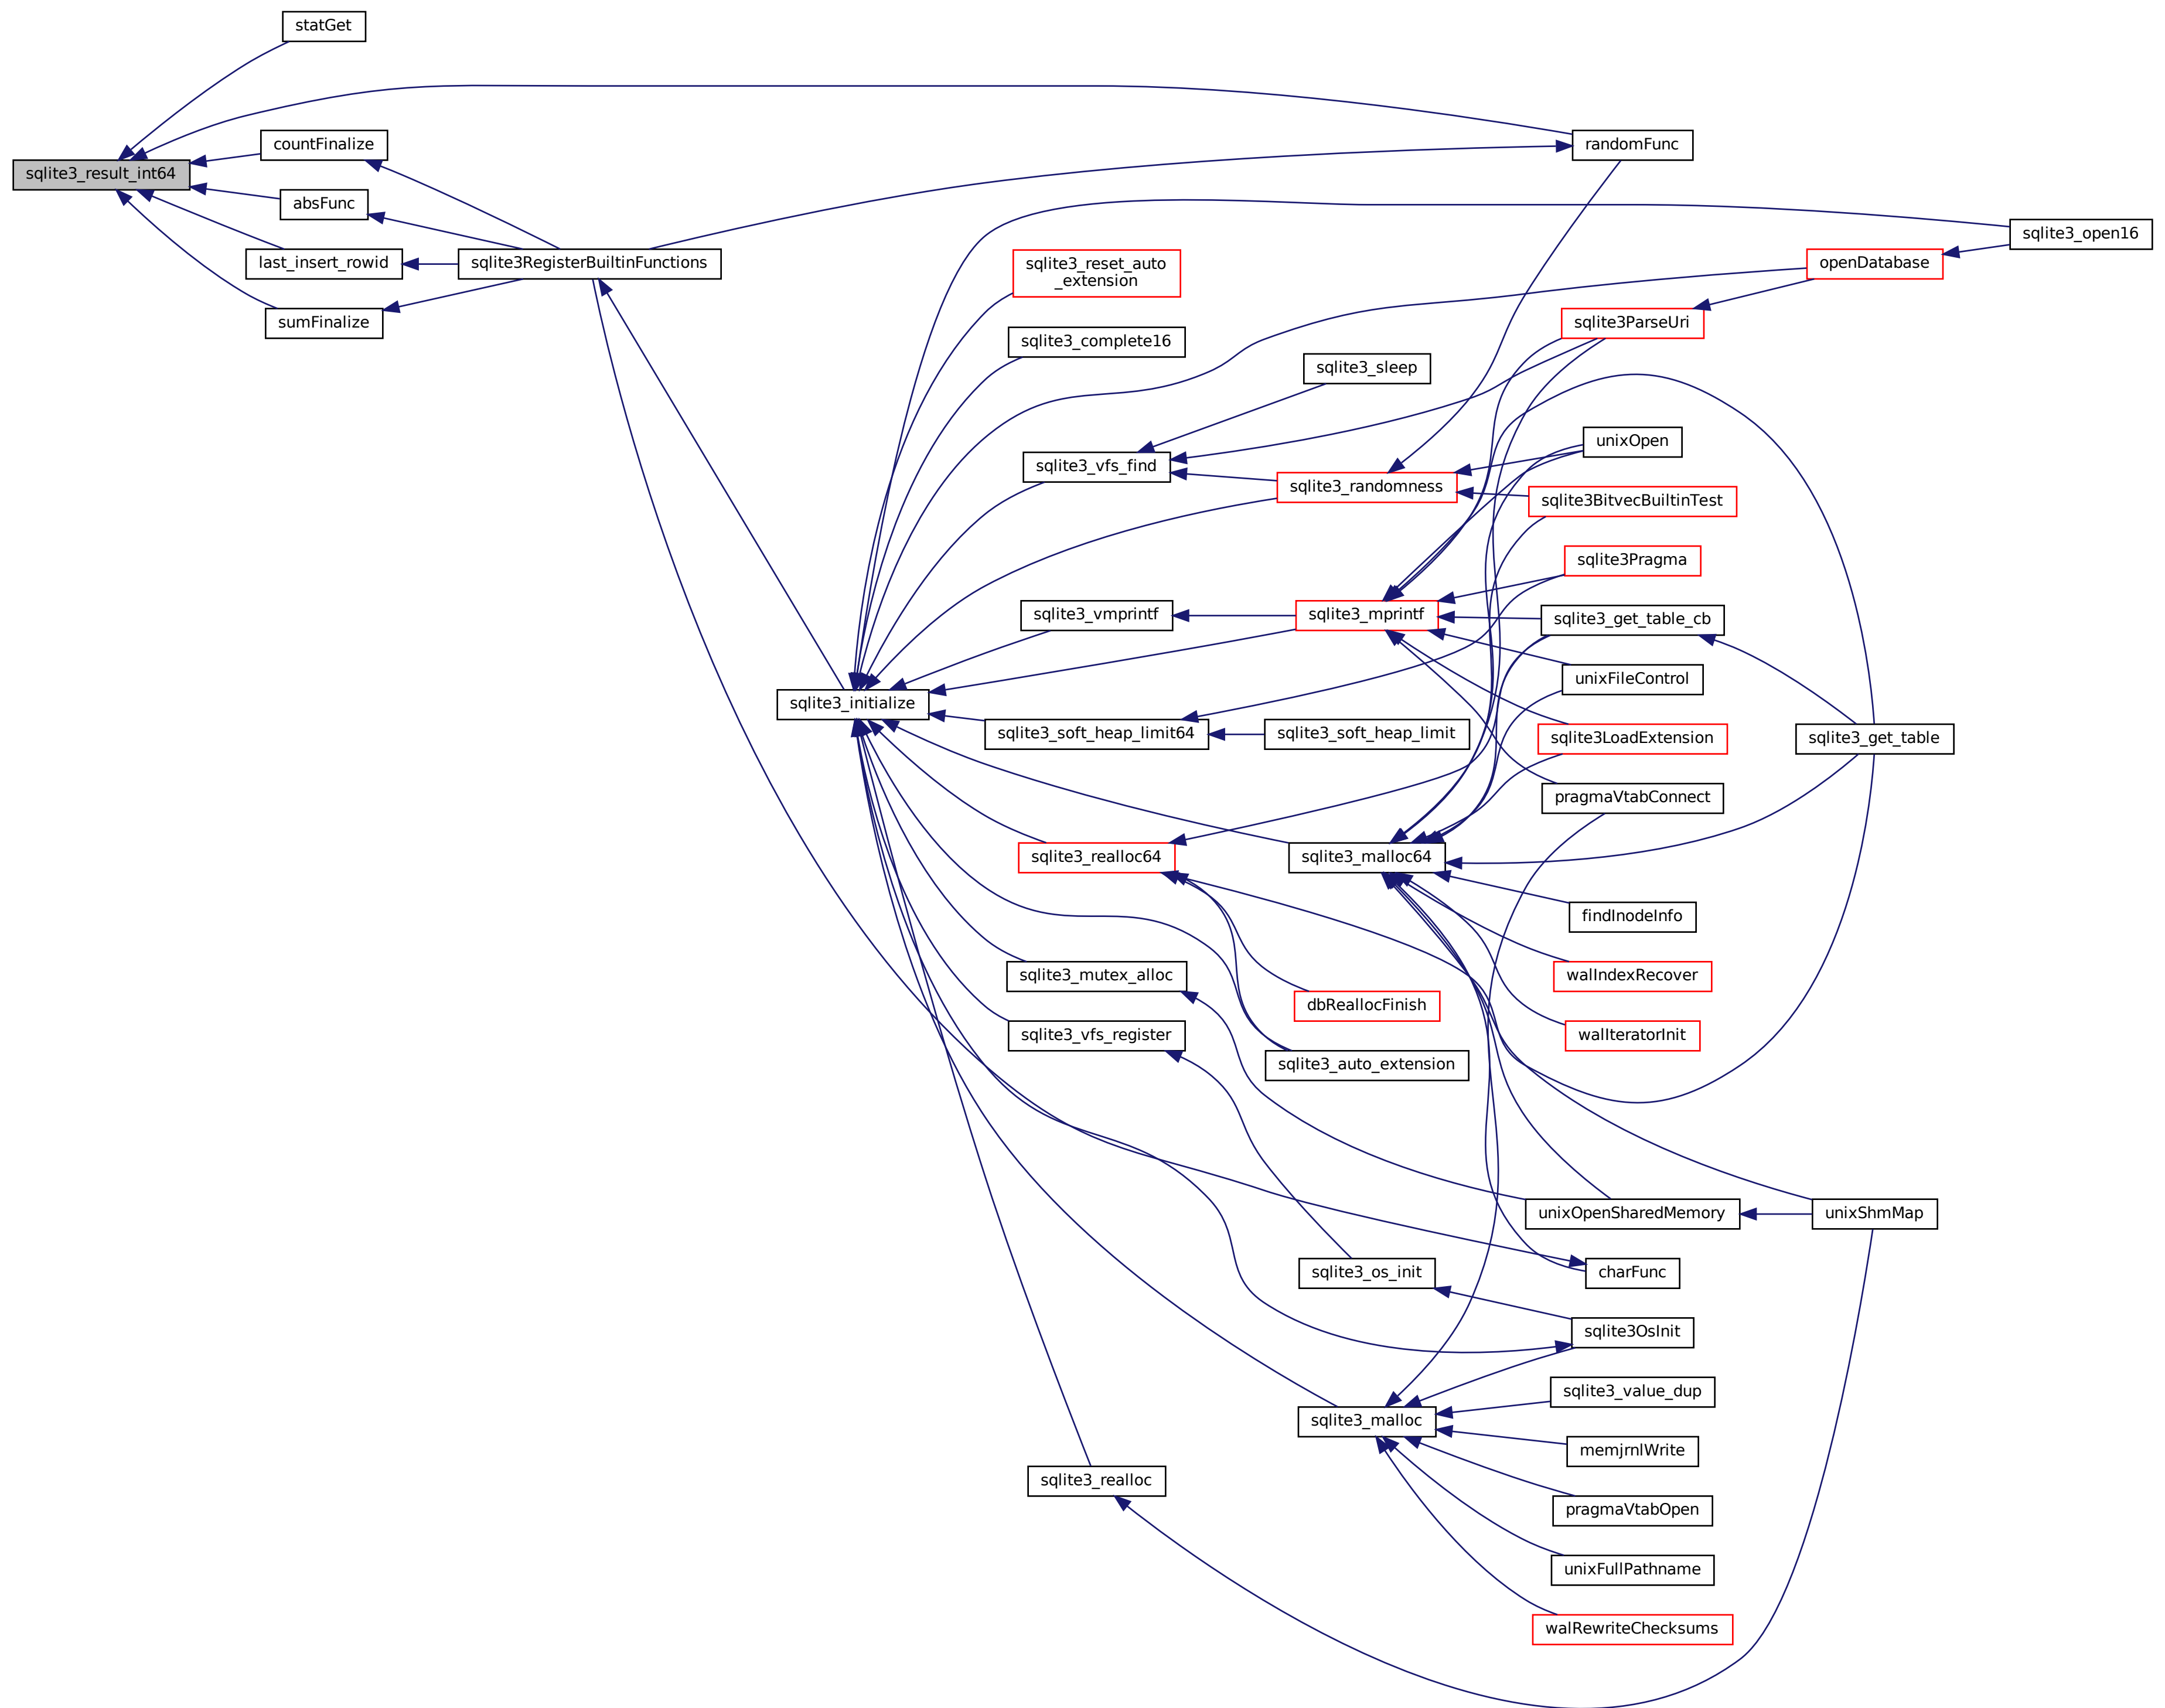 statGet
sqlite3_result_int64
countFinalize
absFunc
last_insert_rowid
sumFinalize
sqlite3RegisterBuiltinFunctions
sqlite3_initialize
sqlite3_reset_auto
_extension
sqlite3_complete16
sqlite3_vfs_find
sqlite3_vmprintf
sqlite3_soft_heap_limit64
sqlite3_realloc64
sqlite3_mutex_alloc
sqlite3_vfs_register
sqlite3_realloc
sqlite3_sleep
sqlite3_randomness
sqlite3_mprintf
sqlite3_soft_heap_limit
sqlite3_malloc64
dbReallocFinish
sqlite3_auto_extension
sqlite3_os_init
sqlite3_malloc
randomFunc
sqlite3ParseUri
unixOpen
sqlite3BitvecBuiltinTest
sqlite3Pragma
sqlite3_get_table_cb
unixFileControl
sqlite3LoadExtension
pragmaVtabConnect
findInodeInfo
walIndexRecover
walIteratorInit
unixOpenSharedMemory
charFunc
sqlite3OsInit
sqlite3_value_dup
memjrnlWrite
pragmaVtabOpen
unixFullPathname
walRewriteChecksums
openDatabase
sqlite3_get_table
unixShmMap
sqlite3_open16